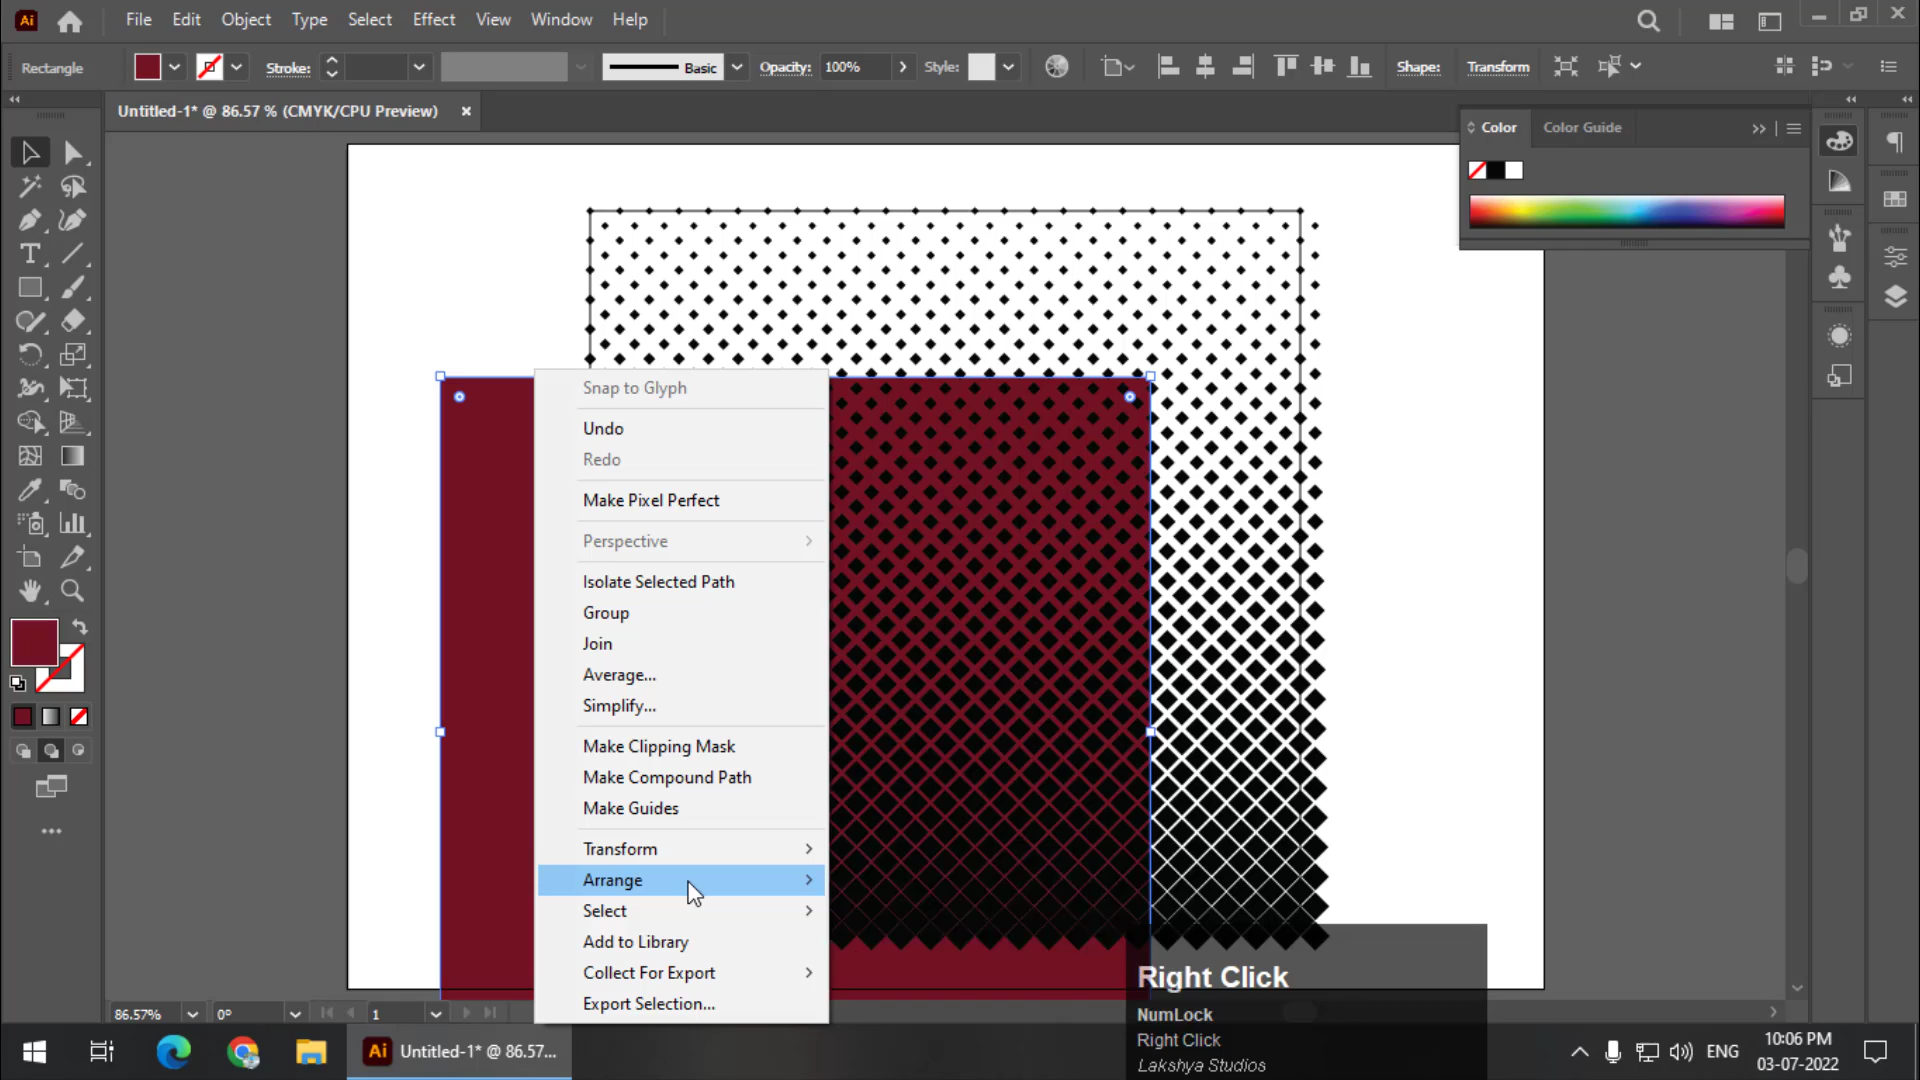 Ai File Edit Object Type Select Effect View Window Help
Rectangle Stroke: Basic Opacity: 100% Style: Shape: Transform
Untitled-1* @ 86.57 % (CMYK/CPU Preview)
Color Color Guide
Snap to Glyph
Undo
Redo
Make Pixel Perfect
Perspective
Isolate Selected Path
Group
Join
Average...
Simplify...
Make Clipping Mask
Make Compound Path
Make Guides
Transform
Arrange
Select
Add to Library
Collect For Export
Export Selection...
Right Click
NumLock
Right Click
Lakshya Studios
86.57% 0° 1
Ai Untitled-1* @ 86.57...
ENG
10:06 PM
03-07-2022